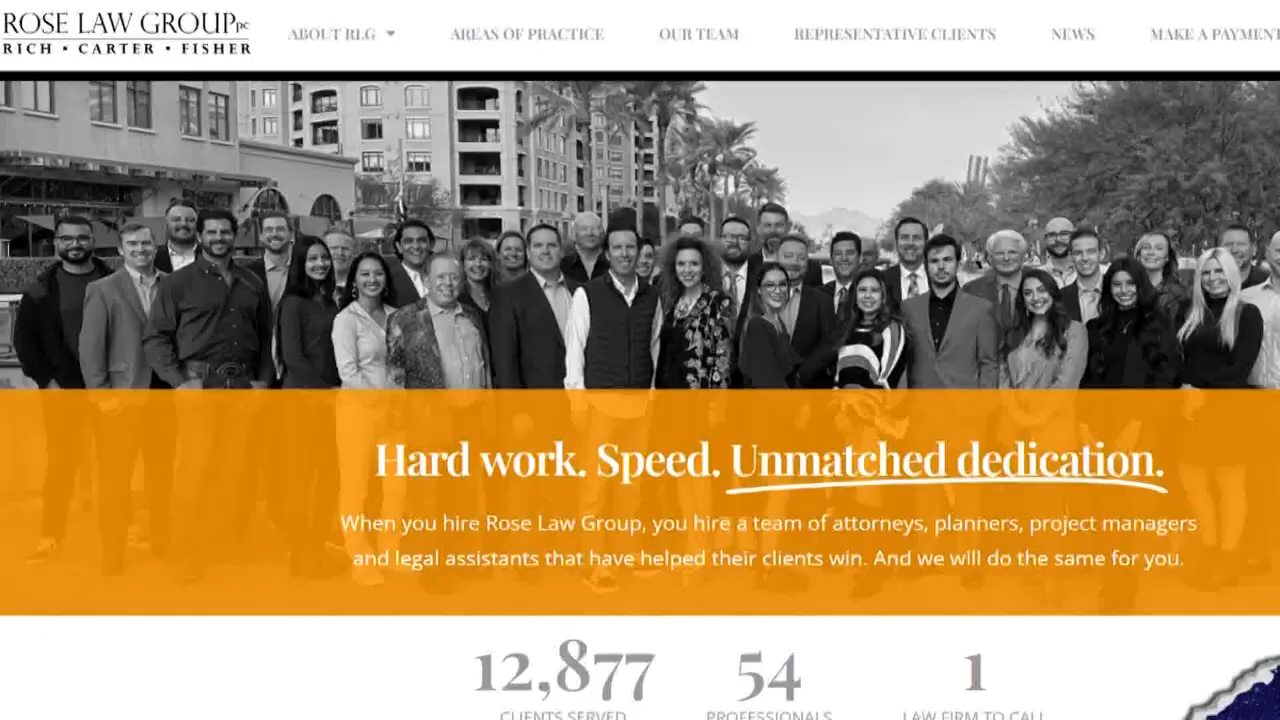 ROSE LAW GROUP pc
RICH • CARTER • FISHER
ABOUT RLG
AREAS OF PRACTICE
OUR TEAM
REPRESENTATIVE CLIENTS
NEWS
MAKE A PAYMENT
Hard work. Speed. Unmatched dedication.
When you hire Rose Law Group, you hire a team of attorneys, planners, project managers
and legal assistants that have helped their clients win. And we will do the same for you.
12,877
54
1
CLIENTS SERVED
PROFESSIONALS
LAW FIRM TO CALL